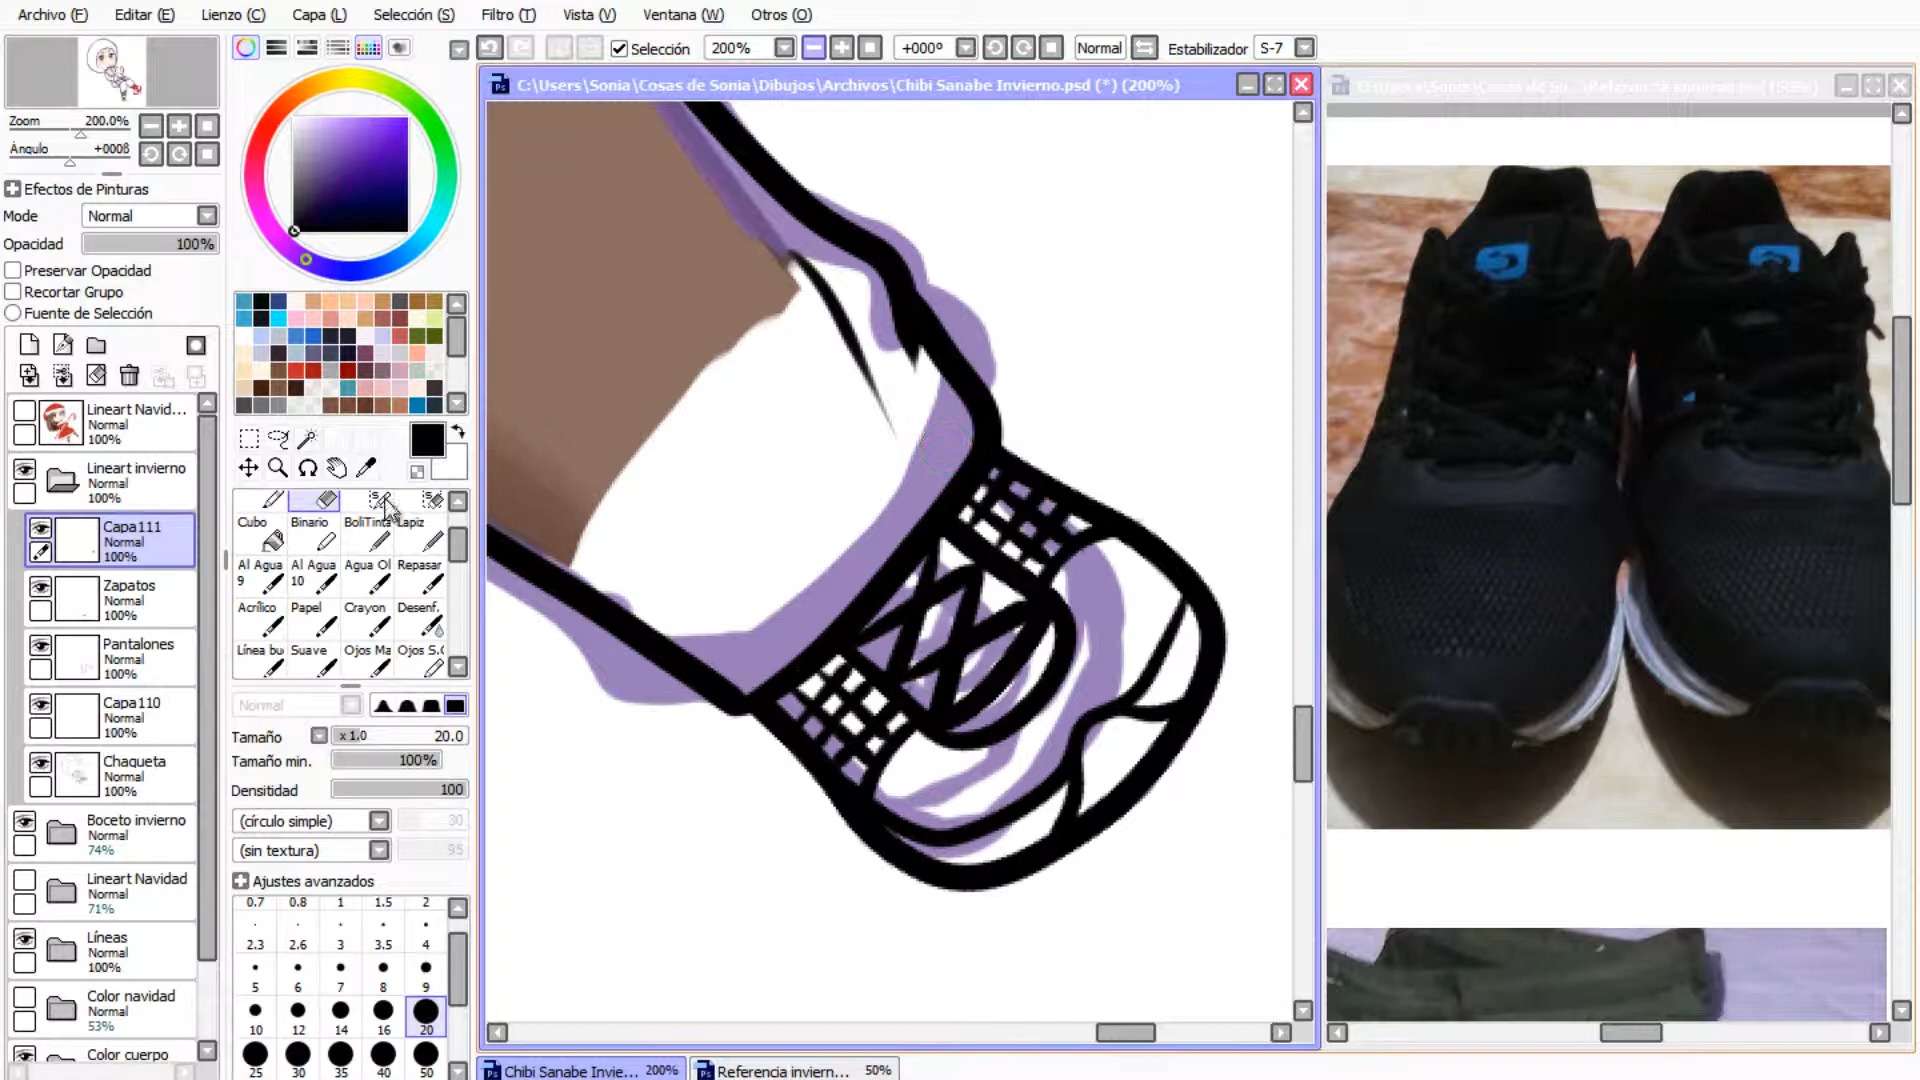 Archivo (F) Editar (E) Lienzo (C) Capa (L) Selección (S) Filtro (T) Vista (V) Ventana (W) Otros (O)
Selección 200% +000º Normal Estabilizador S-7
C:\Users\Sonia\Cosas de Sonia\Dibujos\Archivos\Chibi Sanabe Invierno.psd (*) (200%)
Zoom 200.0%
Ángulo +000ß
Efectos de Pinturas
Mode Normal
Opacidad 100%
Preservar Opacidad
Recortar Grupo
Fuente de Selección
Lineart Navid...
Normal
100%
Lineart invierno
Normal
100%
Capa111
Normal
100%
Zapatos
Normal
100%
Pantalones
Normal
100%
Capa110
Normal
100%
Chaqueta
Normal
100%
Boceto invierno
Normal
74%
Lineart Navidad
Normal
71%
Líneas
Normal
100%
Color navidad
Normal
53%
Color cuerpo
Cubo Binario BoliTinta Lapiz
Al Agua 9 Al Agua 10 Agua Ol Repasar
Acrílico Papel Crayon Desenf.
Línea bu Suave Ojos Ma Ojos S.(
Normal
Tamaño x 1.0 20.0
Tamaño min. 100%
Densitidad 100
(círculo simple) 30
(sin textura) 95
Ajustes avanzados
0.7 0.8 1 1.5 2
2.3 2.6 3 3.5 4
5 6 7 8 9
10 12 14 16 20
25 30 35 40 50
Chibi Sanabe Invie... 200% Referencia inviern... 50%